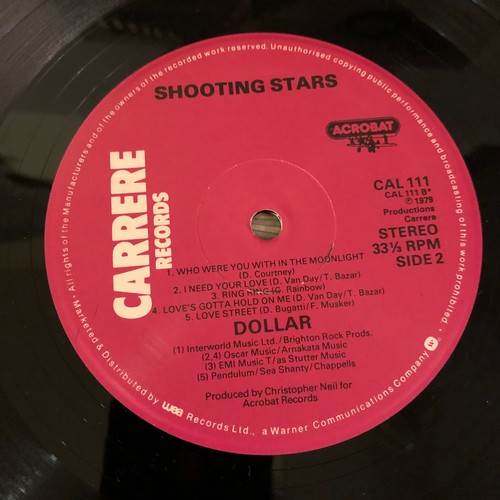 · All rights of the Manufacturers and of the owners of the recorded work reserved. Unauthorised copying public performance and broadcasting of this work prohibited. ·
SHOOTING STARS
ACROBAT
CARRERE
RECORDS
CAL 111
CAL 111 B*
℗ 1979
Productions
Carrere
STEREO
33⅓ RPM
SIDE 2
1. WHO WERE YOU WITH IN THE MOONLIGHT
(D. Courtney)
2. I NEED YOUR LOVE (D. Van Day/T. Bazar)
3. RING RING (C. Rainbow)
4. LOVE'S GOTTA HOLD ON ME (D. Van Day/T. Bazar)
5. LOVE STREET (D. Bugatti/F. Musker)
DOLLAR
(1) Interworld Music Ltd./Brighton Rock Prods.
(2,4) Oscar Music/Arnakata Music
(3) EMI Music T/as Stutter Music
(5) Pendulum/Sea Shanty/Chappells
Produced by Christopher Neil for
Acrobat Records
Marketed & Distributed by wea Records Ltd., a Warner Communications Company